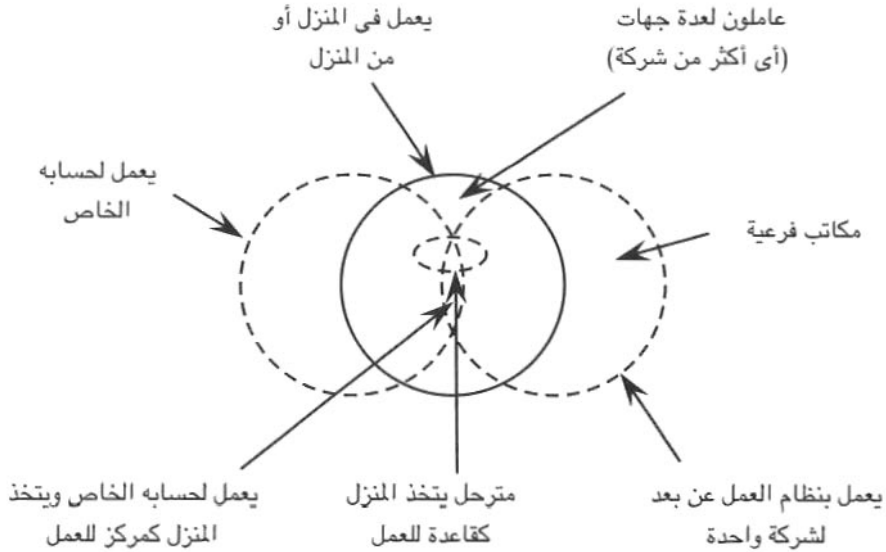 عاملون لعدة جهات
(أى أكثر من شركة)
يعمل فى المنزل أو
من المنزل
يعمل لحسابه
الخاص
مكاتب فرعية
يعمل بنظام العمل عن بعد
لشركة واحدة
مترحل يتخذ المنزل
كقاعدة للعمل
يعمل لحسابه الخاص ويتخذ
المنزل كمركز للعمل